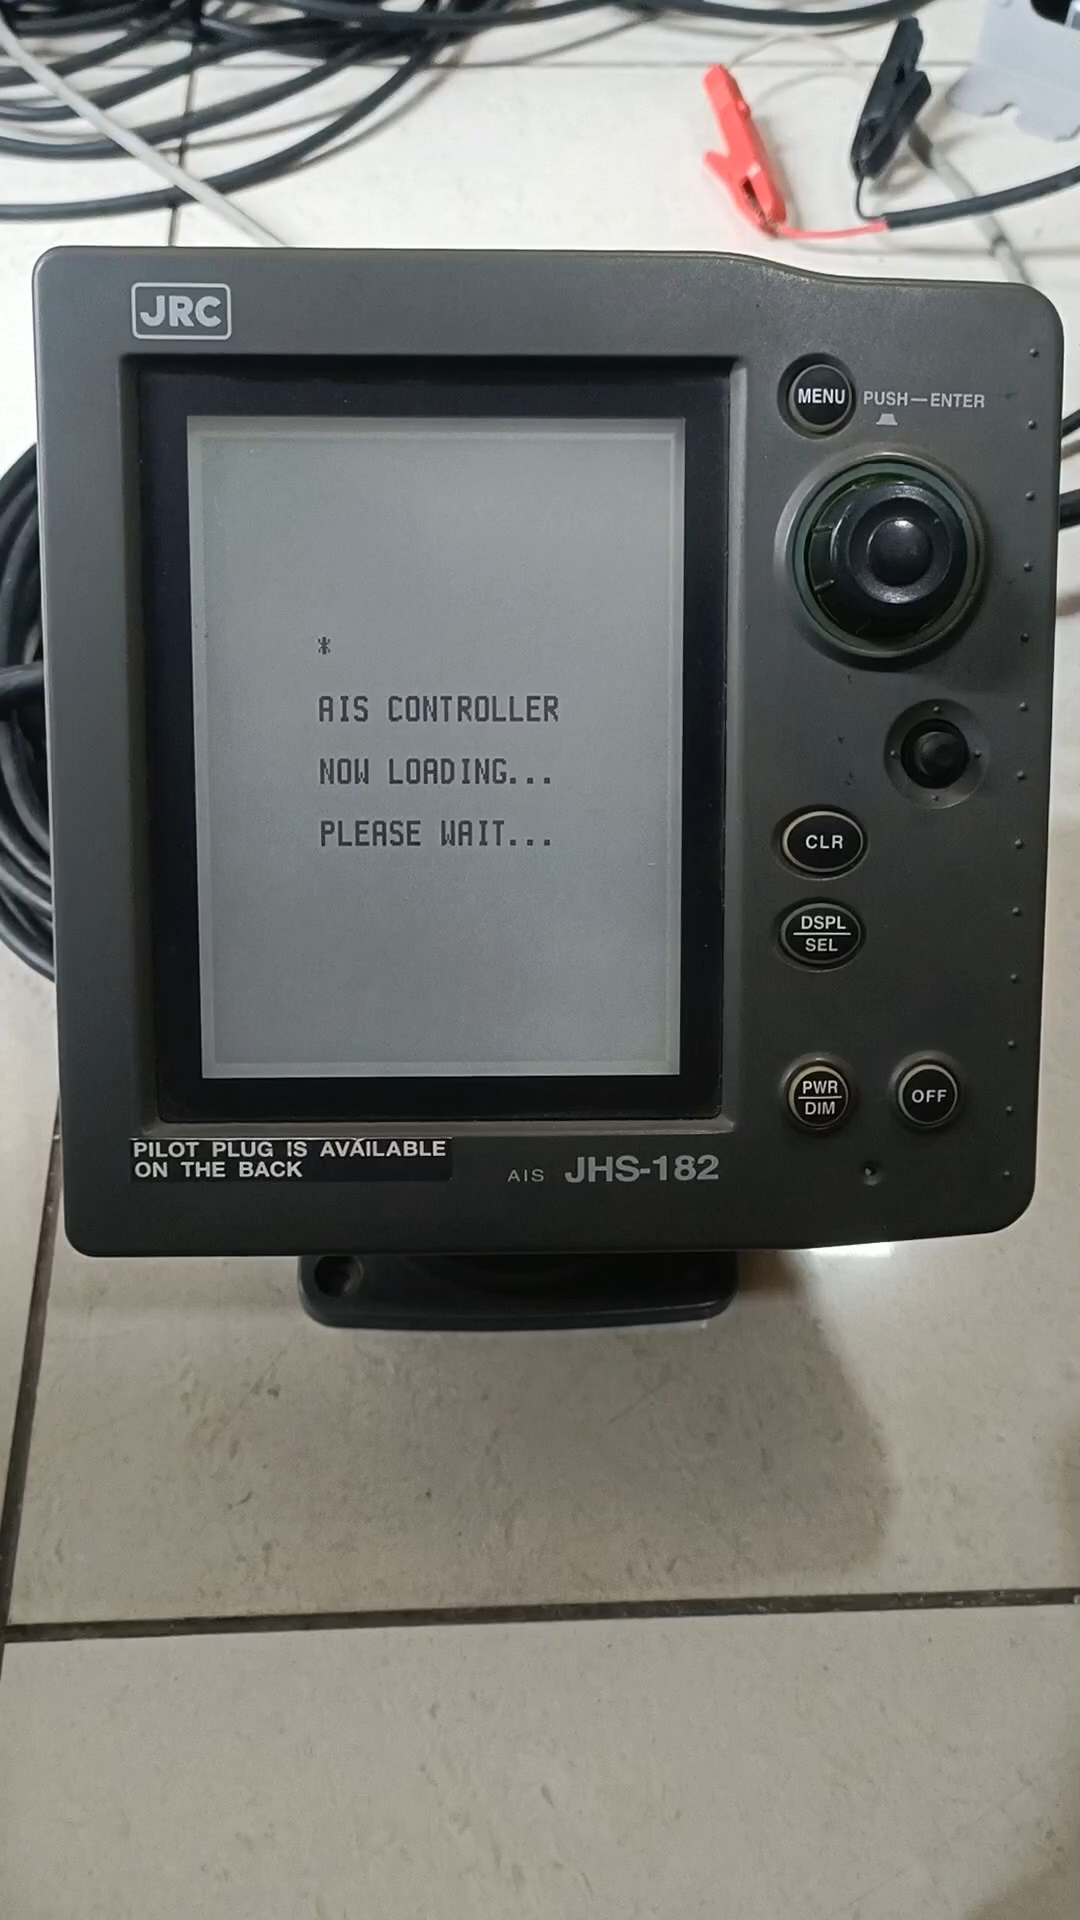 JRC
MENU PUSH—ENTER
*
AIS CONTROLLER
NOW LOADING...
PLEASE WAIT...
CLR
DSPL
SEL
PWR
DIM
OFF
PILOT PLUG IS AVAILABLE
ON THE BACK
AIS JHS-182